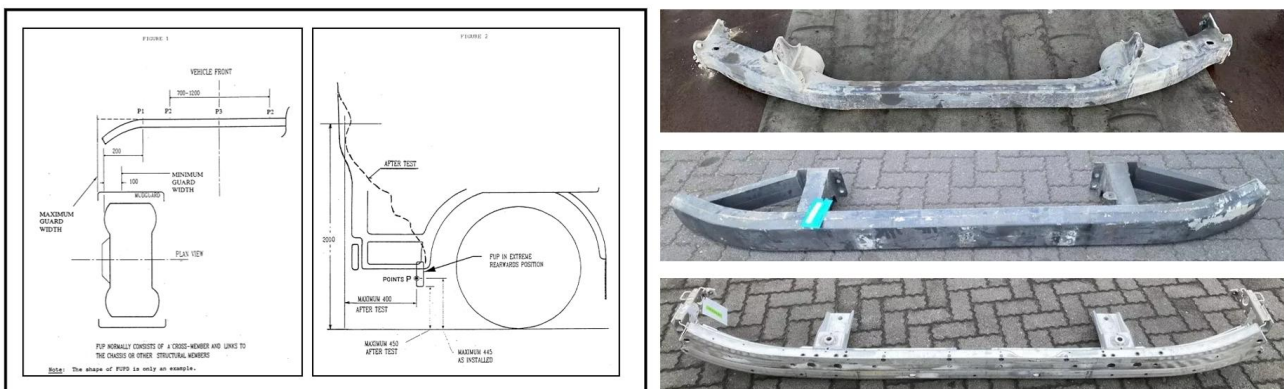 FIGURE 1
VEHICLE FRONT
700-1200
P1 P2 P3 P2
200
100
MINIMUM
GUARD
WIDTH
MUDGUARD
MAXIMUM
GUARD
WIDTH
PLAN VIEW
FUP NORMALLY CONSISTS OF A CROSS-MEMBER AND LINKS TO
THE CHASSIS OR OTHER STRUCTURAL MEMBERS
Note: The shape of FUPD is only an example.
FIGURE 2
AFTER TEST
2000
FUP IN EXTREME
REARWARDS POSITION
POINTS P
MAXIMUM 400
AFTER TEST
MAXIMUM 450
AFTER TEST
MAXIMUM 445
AS INSTALLED